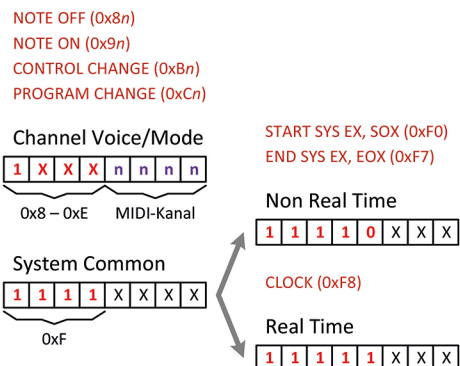 NOTE OFF (0x8n)
NOTE ON (0x9n)
CONTROL CHANGE (0xBn)
PROGRAM CHANGE (0xCn)
Channel Voice/Mode
1 X X X n n n n
0x8 – 0xE MIDI-Kanal
System Common
1 1 1 1 X X X X
0xF
START SYS EX, SOX (0xF0)
END SYS EX, EOX (0xF7)
Non Real Time
1 1 1 1 0 X X X
CLOCK (0xF8)
Real Time
1 1 1 1 1 X X X